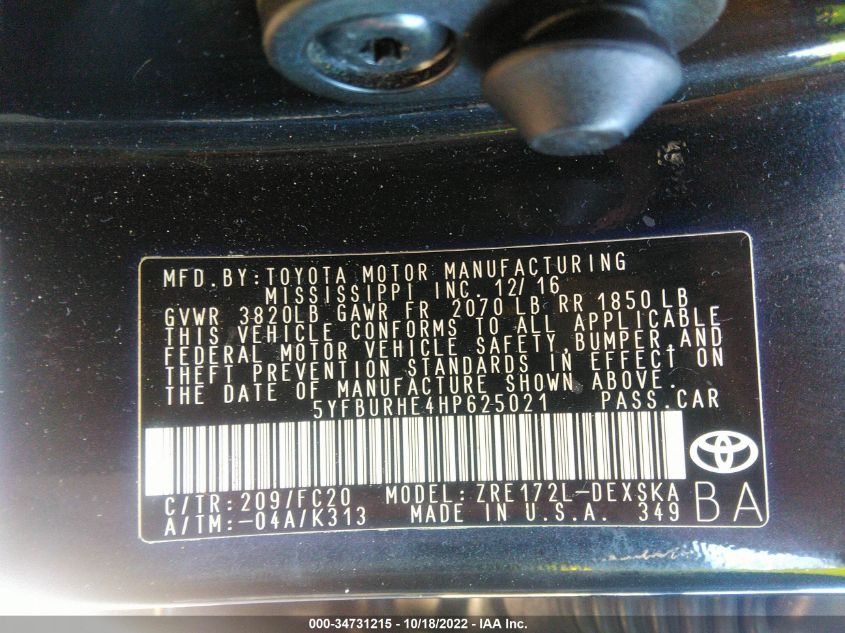 MFD.BY:TOYOTA MOTOR MANUFACTURING
MISSISSIPPI INC 12/16
GVWR 3820LB GAWR FR 2070 LB RR 1850 LB
THIS VEHICLE CONFORMS TO ALL APPLICABLE
FEDERAL MOTOR VEHICLE SAFETY,BUMPER,AND
THEFT PREVENTION STANDARDS IN EFFECT ON
THE DATE OF MANUFACTURE SHOWN ABOVE.
5YFBURHE4HP625021 PASS.CAR
C/TR:209/FC20 MODEL:ZRE172L-DEXSKA
A/TM:-04A/K313 MADE IN U.S.A. 349
BA
000-34731215 - 10/18/2022 - IAA Inc.